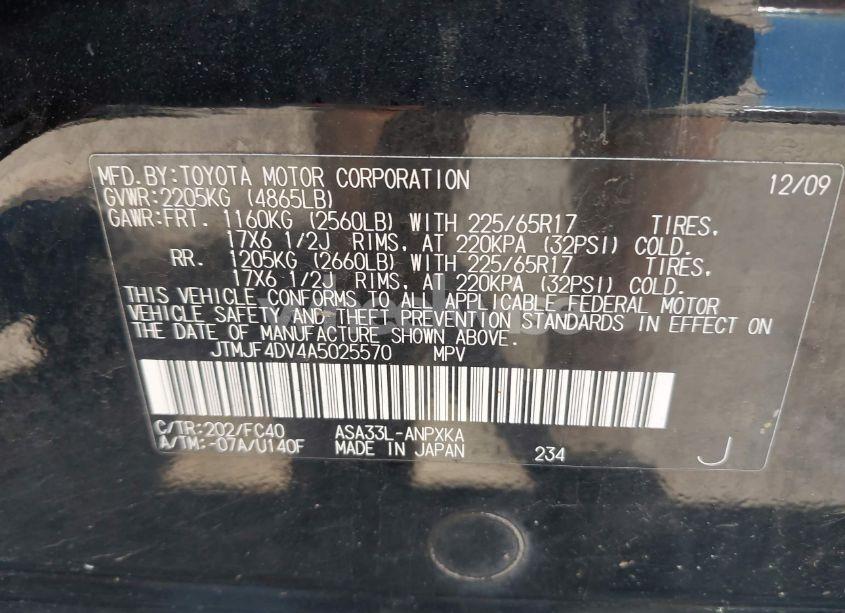 MFD. BY:TOYOTA MOTOR CORPORATION 12/09
GVWR:2205KG (4865LB)
GAWR:FRT. 1160KG (2560LB) WITH 225/65R17 TIRES,
17X6 1/2J RIMS, AT 220KPA (32PSI) COLD.
RR. 1205KG (2660LB) WITH 225/65R17 TIRES,
17X6 1/2J RIMS, AT 220KPA (32PSI) COLD.
THIS VEHICLE CONFORMS TO ALL APPLICABLE FEDERAL MOTOR
VEHICLE SAFETY AND THEFT PREVENTION STANDARDS IN EFFECT ON
THE DATE OF MANUFACTURE SHOWN ABOVE.
JTMJF4DV4A5025570 MPV
C/TR:202/FC40 ASA33L-ANPXKA
A/TM:-07A/U140F MADE IN JAPAN 234 J